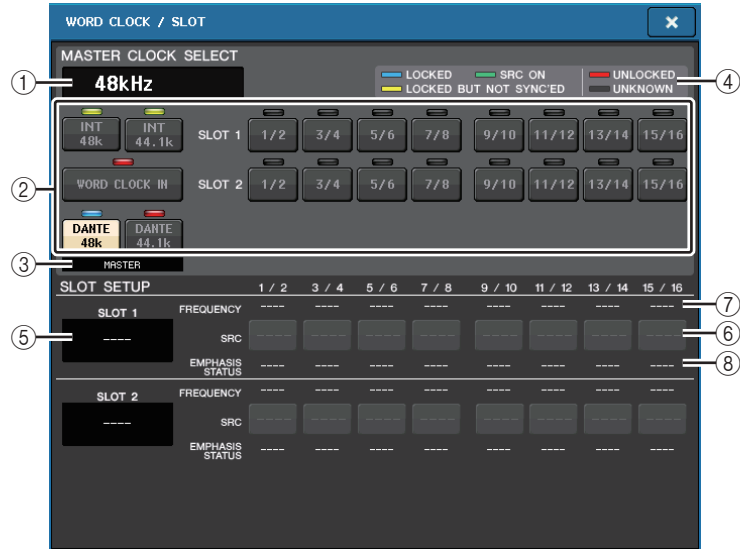 WORD CLOCK / SLOT ×
MASTER CLOCK SELECT
① 48kHz LOCKED SRC ON UNLOCKED ④
LOCKED BUT NOT SYNC'ED UNKNOWN
INT 48k INT 44.1k SLOT 1 1/2 3/4 5/6 7/8 9/10 11/12 13/14 15/16
② WORD CLOCK IN SLOT 2 1/2 3/4 5/6 7/8 9/10 11/12 13/14 15/16
DANTE 48k DANTE 44.1k
③ MASTER
SLOT SETUP 1 / 2 3 / 4 5 / 6 7 / 8 9 / 10 11 / 12 13 / 14 15 / 16
SLOT 1 FREQUENCY ---- ---- ---- ---- ---- ---- ---- ---- ⑦
⑤ ---- SRC ---- ---- ---- ---- ---- ---- ---- ---- ⑥
EMPHASIS STATUS ---- ---- ---- ---- ---- ---- ---- ---- ⑧
SLOT 2 FREQUENCY ---- ---- ---- ---- ---- ---- ---- ----
---- SRC ---- ---- ---- ---- ---- ---- ---- ----
EMPHASIS STATUS ---- ---- ---- ---- ---- ---- ---- ----